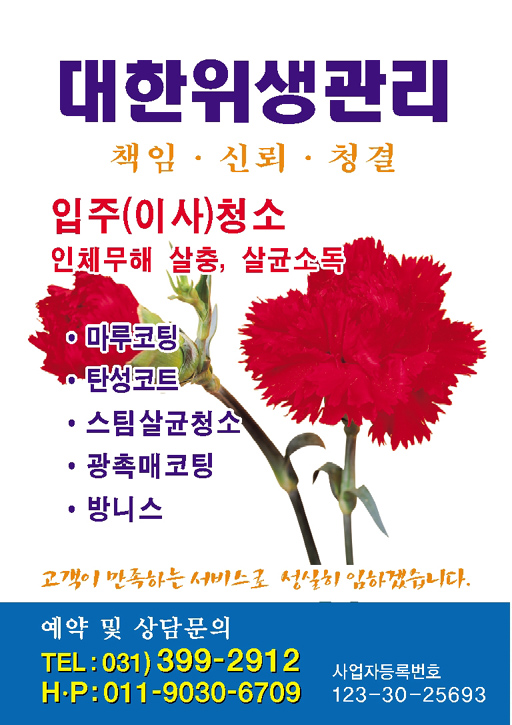 대한위생관리
책임 · 신뢰 · 청결
입주(이사)청소
인체무해 살충, 살균소독
· 마루코팅
· 탄성코트
· 스팀살균청소
· 광촉매코팅
· 방니스
고객이 만족하는 서비스로 성실히 임하겠습니다.
예약 및 상담문의
TEL : 031) 399-2912
H·P : 011-9030-6709
사업자등록번호
123-30-25693